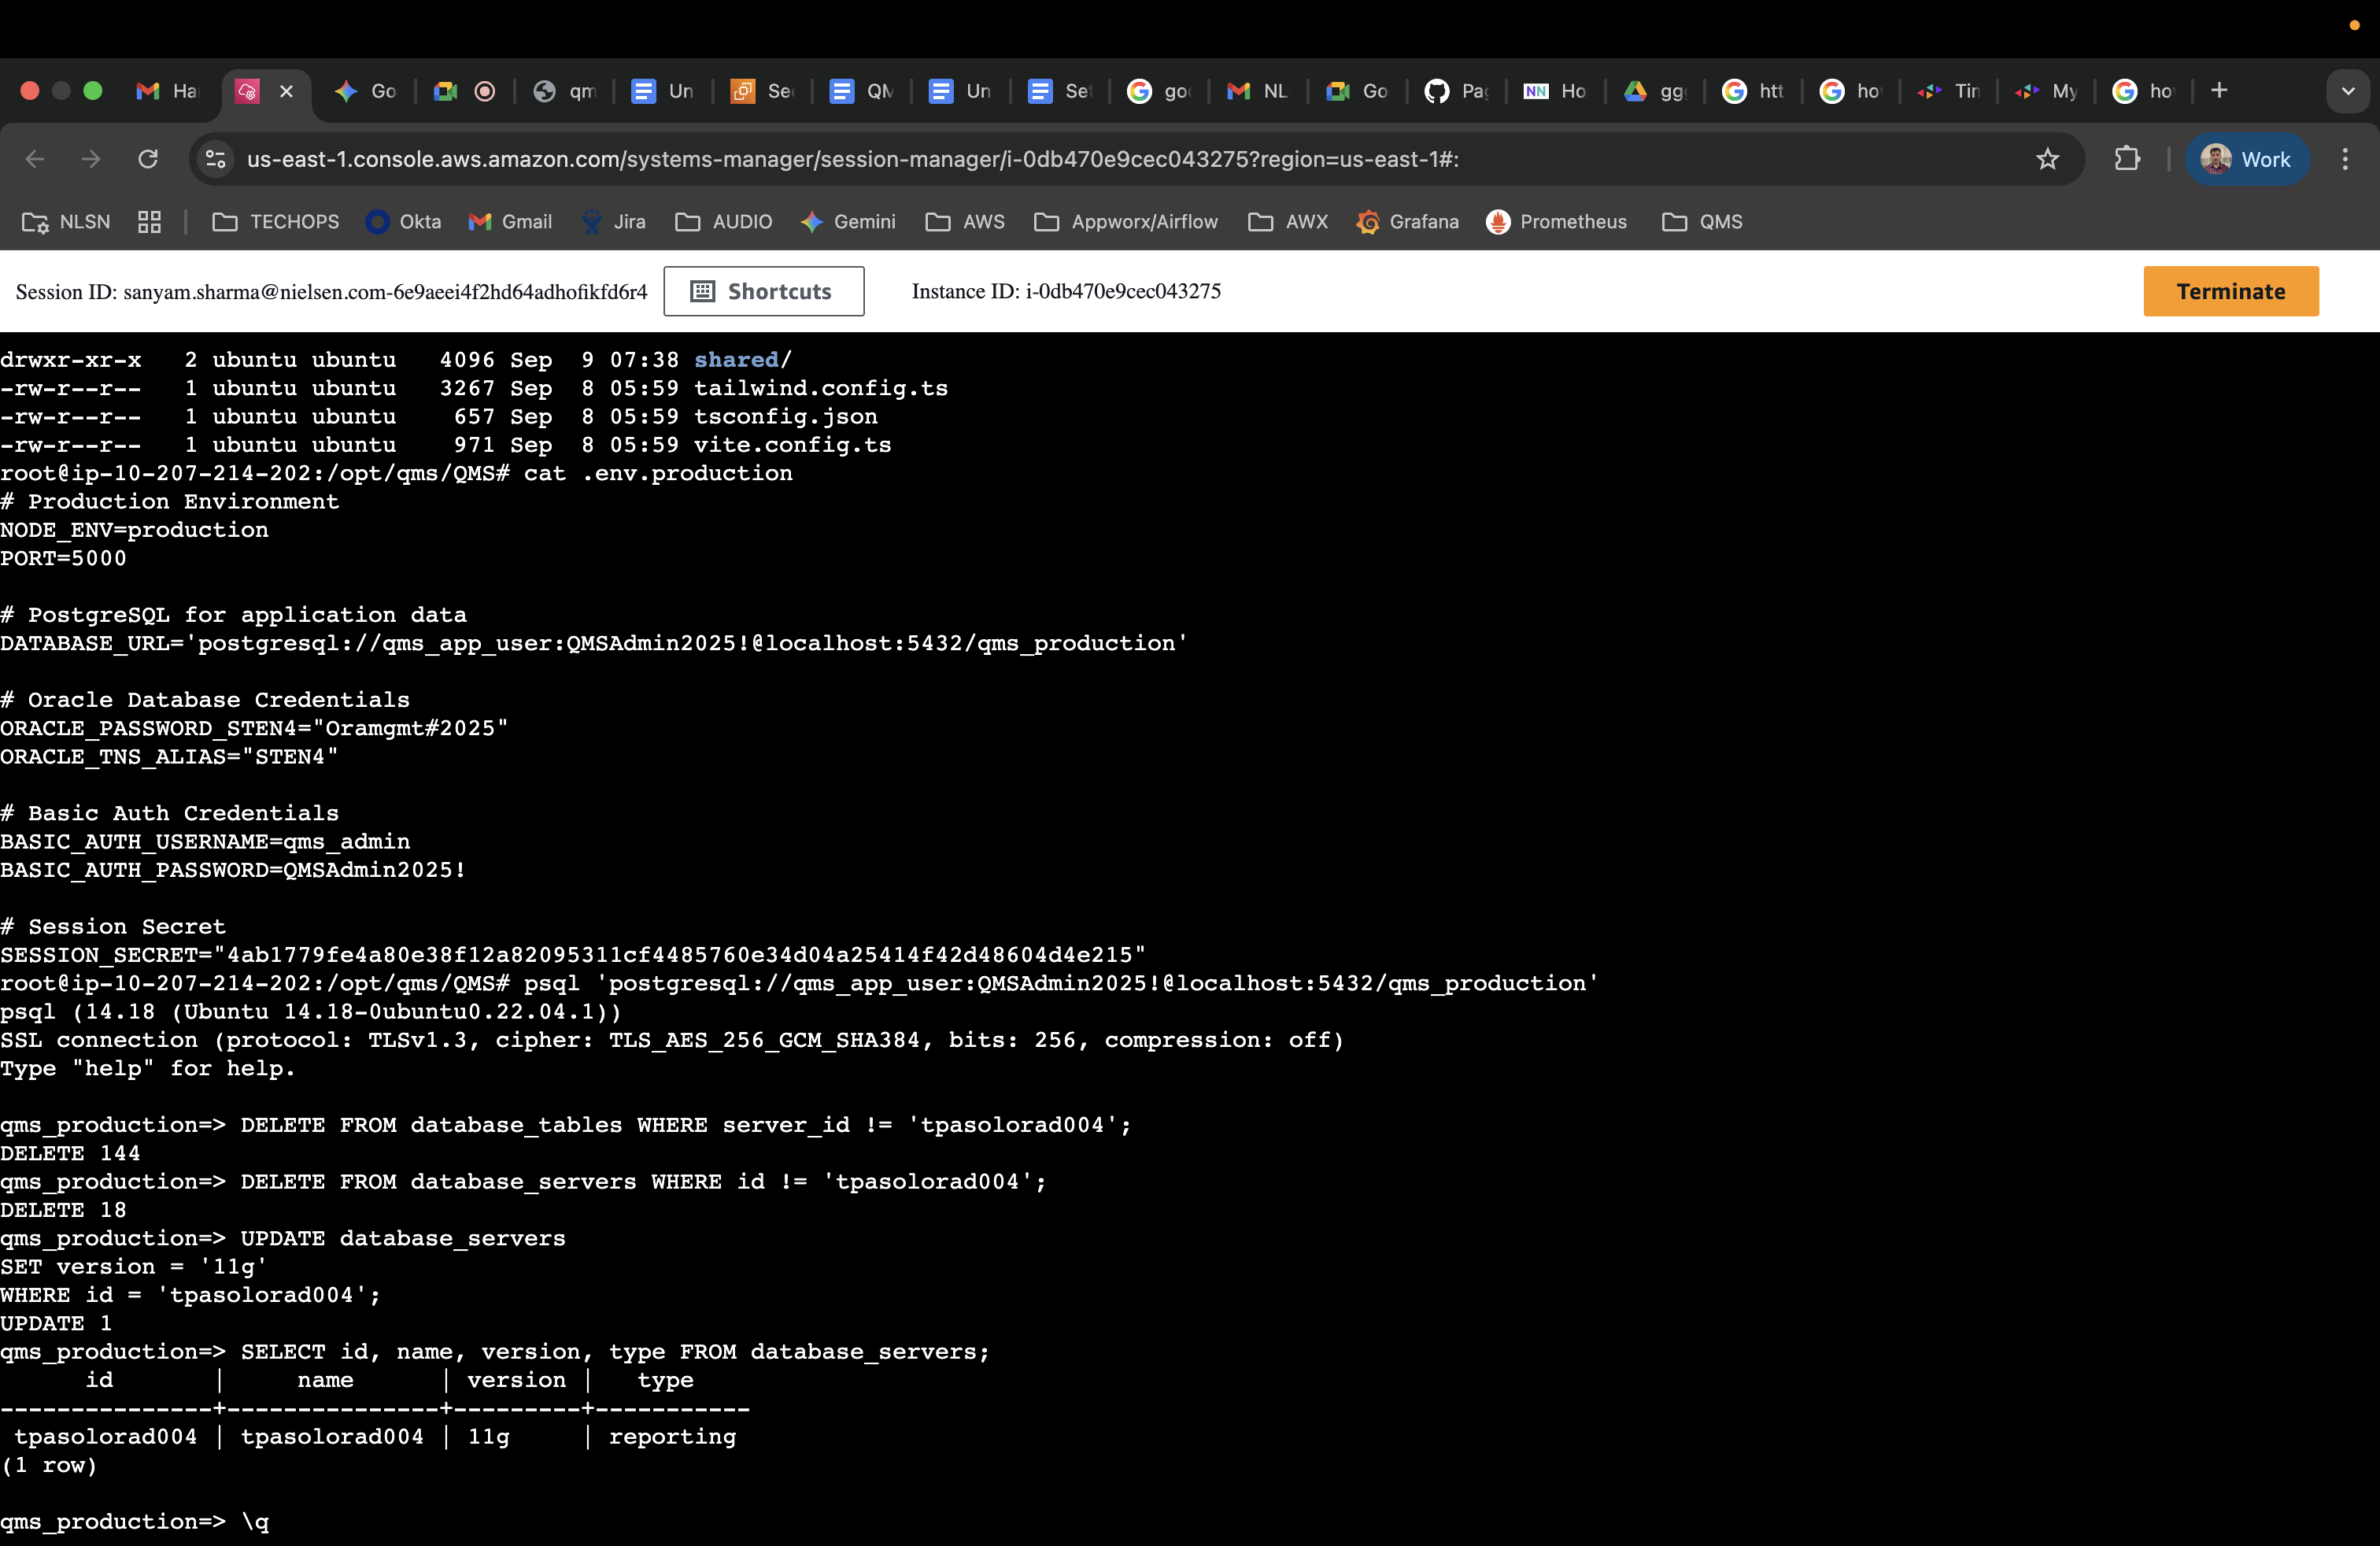 Ha
Go
qm
Un
Se
QM
Un
Se
go
NL
Go
Pag
NN Ho
gg
htt
ho
Tin
My
ho
us-east-1.console.aws.amazon.com/systems-manager/session-manager/i-0db470e9cec043275?region=us-east-1#:
Work
NLSN
TECHOPS
Okta
Gmail
Jira
AUDIO
Gemini
AWS
Appworx/Airflow
AWX
Grafana
Prometheus
QMS
Session ID: sanyam.sharma@nielsen.com-6e9aeei4f2hd64adhofikfd6r4
Shortcuts
Instance ID: i-0db470e9cec043275
Terminate
drwxr-xr-x   2 ubuntu ubuntu   4096 Sep  9 07:38 shared/
-rw-r--r--   1 ubuntu ubuntu   3267 Sep  8 05:59 tailwind.config.ts
-rw-r--r--   1 ubuntu ubuntu    657 Sep  8 05:59 tsconfig.json
-rw-r--r--   1 ubuntu ubuntu    971 Sep  8 05:59 vite.config.ts
root@ip-10-207-214-202:/opt/qms/QMS# cat .env.production
# Production Environment
NODE_ENV=production
PORT=5000
# PostgreSQL for application data
DATABASE_URL='postgresql://qms_app_user:QMSAdmin2025!@localhost:5432/qms_production'
# Oracle Database Credentials
ORACLE_PASSWORD_STEN4="Oramgmt#2025"
ORACLE_TNS_ALIAS="STEN4"
# Basic Auth Credentials
BASIC_AUTH_USERNAME=qms_admin
BASIC_AUTH_PASSWORD=QMSAdmin2025!
# Session Secret
SESSION_SECRET="4ab1779fe4a80e38f12a82095311cf4485760e34d04a25414f42d48604d4e215"
root@ip-10-207-214-202:/opt/qms/QMS# psql 'postgresql://qms_app_user:QMSAdmin2025!@localhost:5432/qms_production'
psql (14.18 (Ubuntu 14.18-0ubuntu0.22.04.1))
SSL connection (protocol: TLSv1.3, cipher: TLS_AES_256_GCM_SHA384, bits: 256, compression: off)
Type "help" for help.
qms_production=> DELETE FROM database_tables WHERE server_id != 'tpasolorad004';
DELETE 144
qms_production=> DELETE FROM database_servers WHERE id != 'tpasolorad004';
DELETE 18
qms_production=> UPDATE database_servers
SET version = '11g'
WHERE id = 'tpasolorad004';
UPDATE 1
qms_production=> SELECT id, name, version, type FROM database_servers;
      id       |     name      | version |   type
---------------+---------------+---------+-----------
 tpasolorad004 | tpasolorad004 | 11g     | reporting
(1 row)
qms_production=> \q